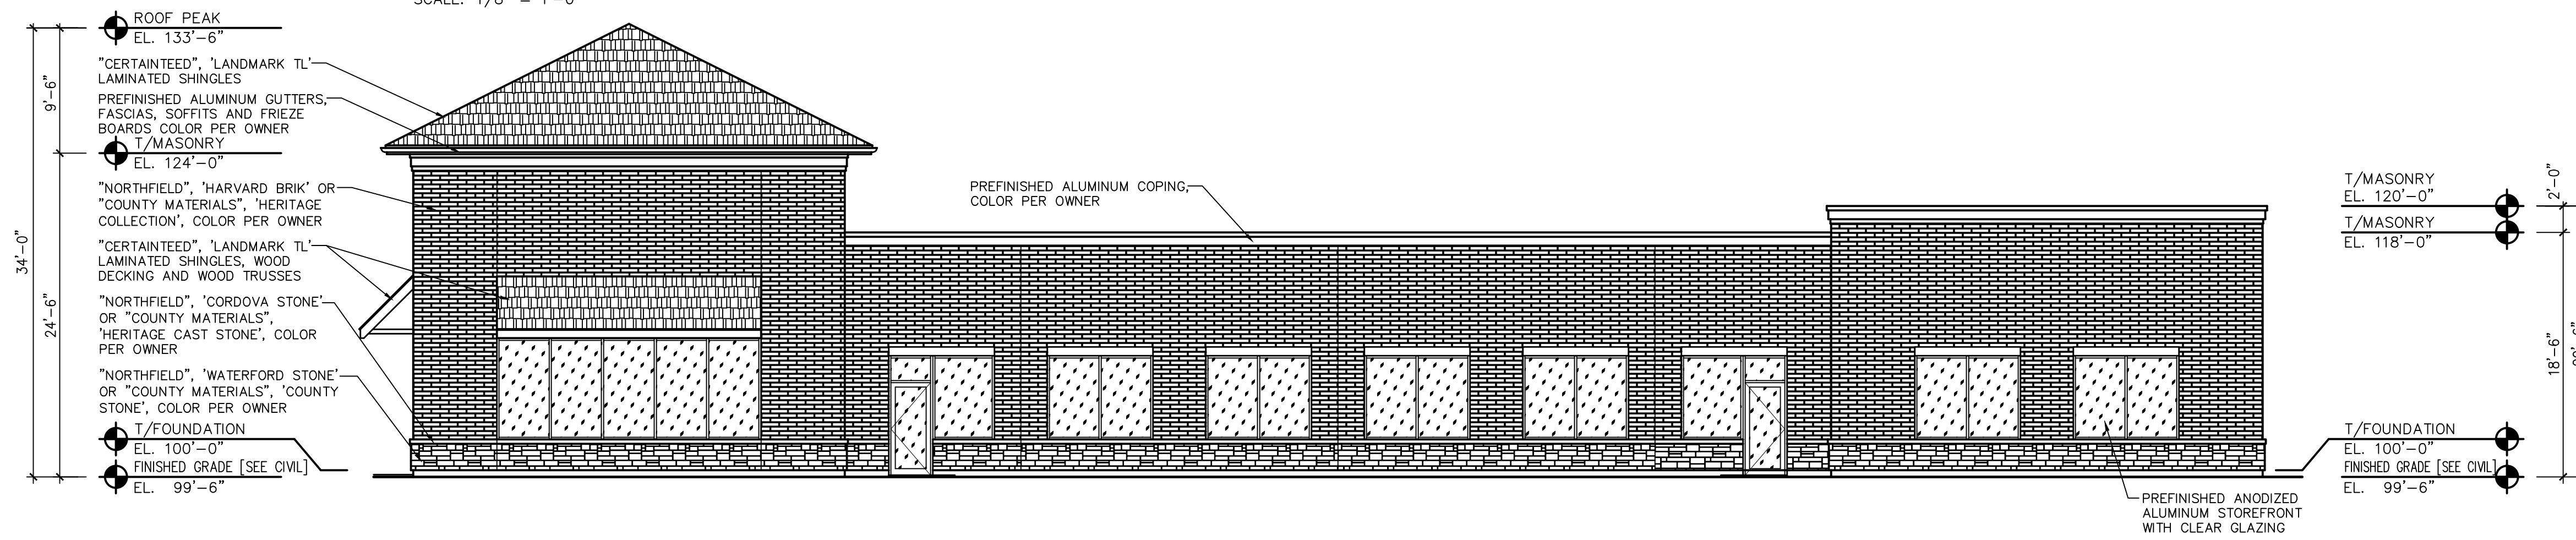 SCALE: 1/8" = 1'-0"
ROOF PEAK
EL. 133'-6"
"CERTAINTEED", 'LANDMARK TL'
LAMINATED SHINGLES
PREFINISHED ALUMINUM GUTTERS,
FASCIAS, SOFFITS AND FRIEZE
BOARDS COLOR PER OWNER
T/MASONRY
EL. 124'-0"
"NORTHFIELD", 'HARVARD BRIK' OR
"COUNTY MATERIALS", 'HERITAGE
COLLECTION', COLOR PER OWNER
"CERTAINTEED", 'LANDMARK TL'
LAMINATED SHINGLES, WOOD
DECKING AND WOOD TRUSSES
"NORTHFIELD", 'CORDOVA STONE'
OR "COUNTY MATERIALS",
'HERITAGE CAST STONE', COLOR
PER OWNER
"NORTHFIELD", 'WATERFORD STONE'
OR "COUNTY MATERIALS", 'COUNTY
STONE', COLOR PER OWNER
T/FOUNDATION
EL. 100'-0"
FINISHED GRADE [SEE CIVIL]
EL. 99'-6"
34'-0"
9'-6"
24'-6"
PREFINISHED ALUMINUM COPING,
COLOR PER OWNER
T/MASONRY
EL. 120'-0"
T/MASONRY
EL. 118'-0"
T/FOUNDATION
EL. 100'-0"
FINISHED GRADE [SEE CIVIL]
EL. 99'-6"
2'-0"
18'-6"
PREFINISHED ANODIZED
ALUMINUM STOREFRONT
WITH CLEAR GLAZING